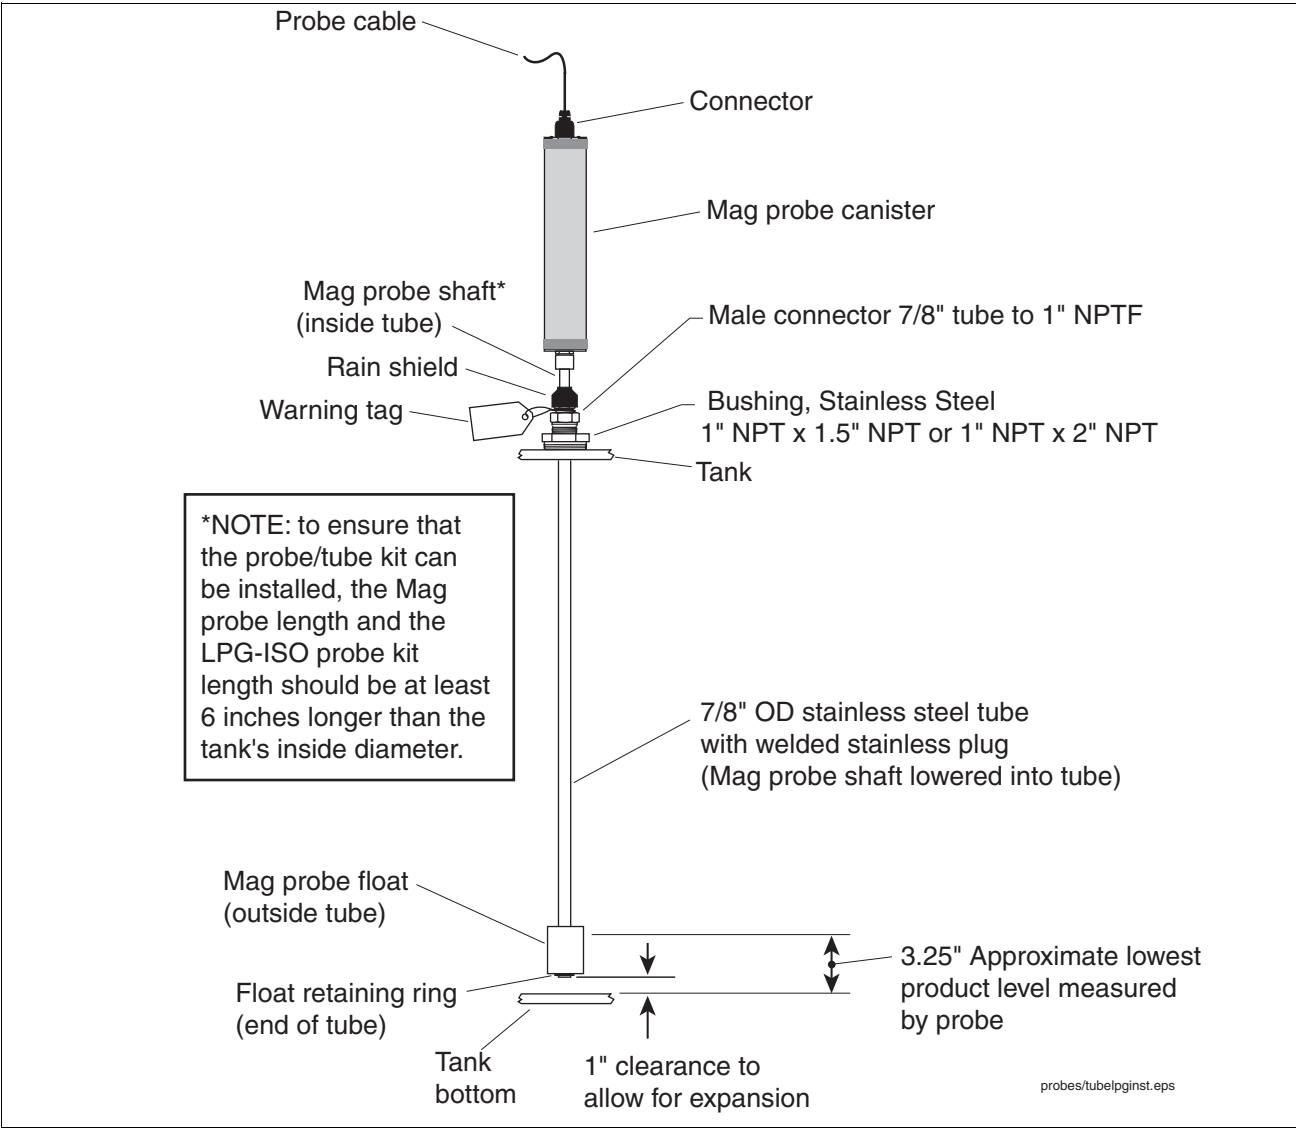 Probe cable
Connector
Mag probe canister
Mag probe shaft*
(inside tube)
Male connector 7/8" tube to 1" NPTF
Rain shield
Warning tag
Bushing, Stainless Steel
1" NPT x 1.5" NPT or 1" NPT x 2" NPT
Tank
*NOTE: to ensure that
the probe/tube kit can
be installed, the Mag
probe length and the
LPG-ISO probe kit
length should be at least
6 inches longer than the
tank's inside diameter.
7/8" OD stainless steel tube
with welded stainless plug
(Mag probe shaft lowered into tube)
Mag probe float
(outside tube)
3.25" Approximate lowest
product level measured
by probe
Float retaining ring
(end of tube)
Tank
bottom
1" clearance to
allow for expansion
probes/tubelpginst.eps